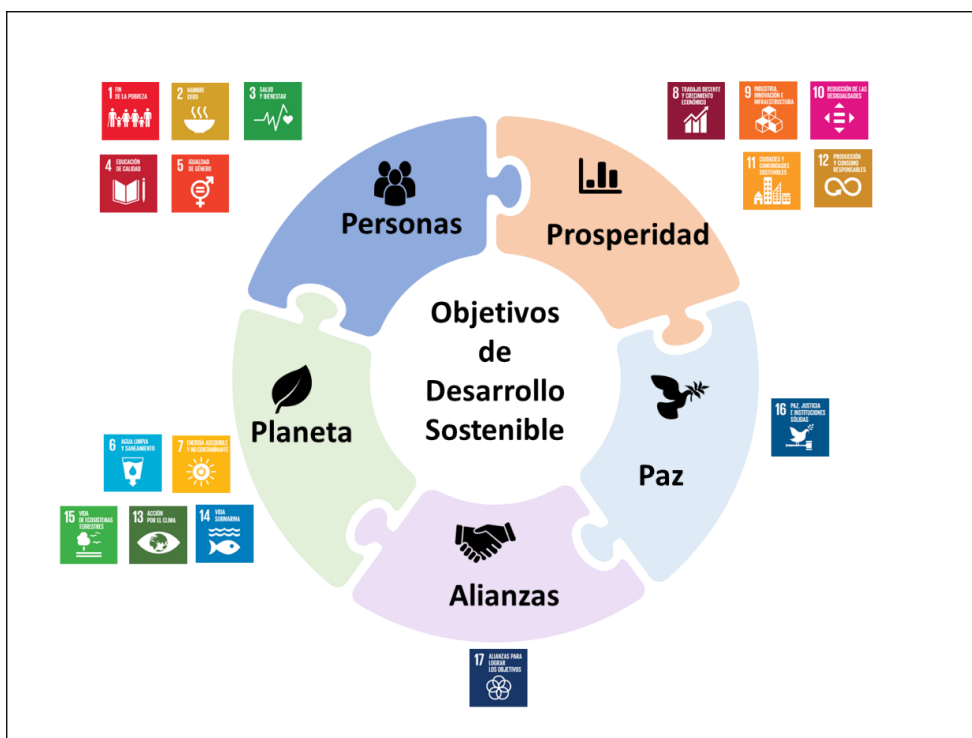 1 FIN
DE LA POBREZA
2 HAMBRE
CERO
3 SALUD
Y BIENESTAR
4 EDUCACIÓN
DE CALIDAD
5 IGUALDAD
DE GÉNERO
8 TRABAJO DECENTE
Y CRECIMIENTO
ECONÓMICO
9 INDUSTRIA,
INNOVACIÓN E
INFRAESTRUCTURA
10 REDUCCIÓN DE LAS
DESIGUALDADES
11 CIUDADES Y
COMUNIDADES
SOSTENIBLES
12 PRODUCCIÓN
Y CONSUMO
RESPONSABLES
Personas
Prosperidad
Objetivos
de
Desarrollo
Sostenible
Planeta
Paz
Alianzas
16 PAZ, JUSTICIA
E INSTITUCIONES
SÓLIDAS
6 AGUA LIMPIA
Y SANEAMIENTO
7 ENERGÍA ASEQUIBLE
Y NO CONTAMINANTE
15 VIDA
DE ECOSISTEMAS
TERRESTRES
13 ACCIÓN
POR EL CLIMA
14 VIDA
SUBMARINA
17 ALIANZAS PARA
LOGRAR
LOS OBJETIVOS